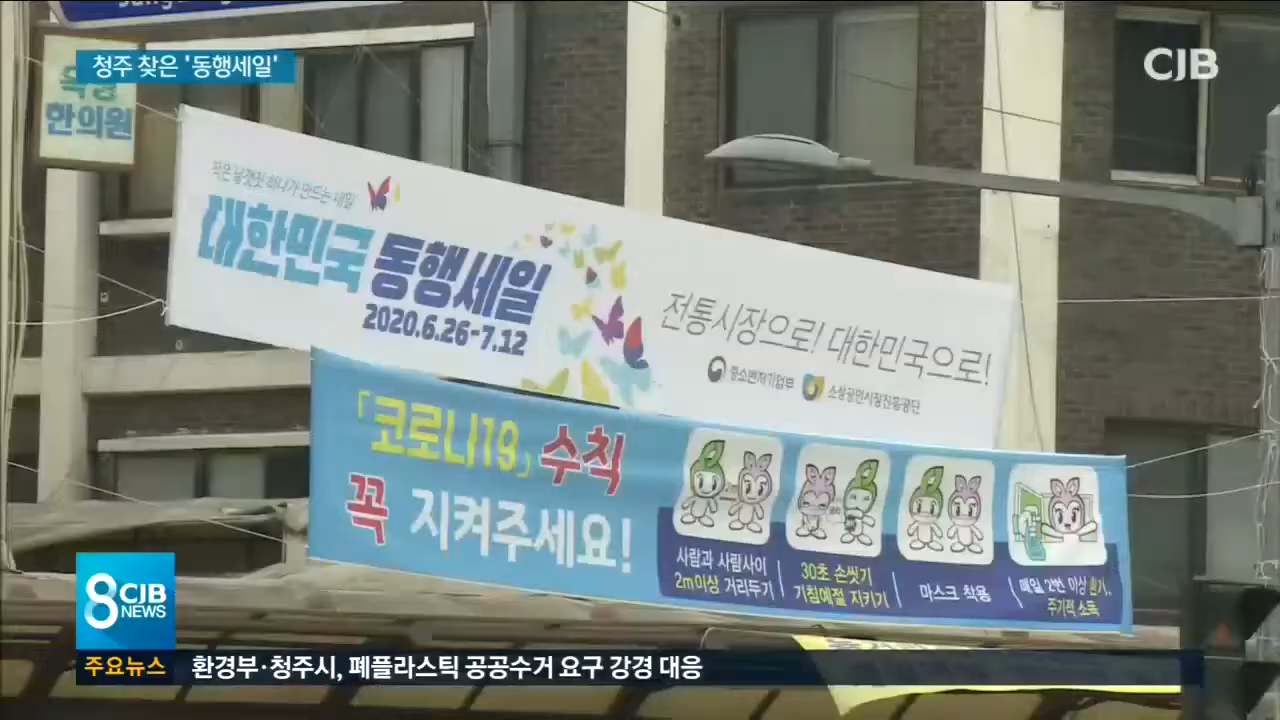 청주 찾은 '동행세일'
CJB
한의원
작은 날갯짓 하나가 만드는 세일
대한민국 동행세일
2020.6.26-7.12
전통시장으로! 대한민국으로!
중소벤처기업부 소상공인시장진흥공단
「코로나19」 수칙
꼭 지켜주세요!
사람과 사람사이
2m이상 거리두기
30초 손씻기
기침예절 지키기
마스크 착용
매일 2번 이상 환기,
주기적 소독
8 CJB
NEWS
주요뉴스 환경부·청주시, 폐플라스틱 공공수거 요구 강경 대응